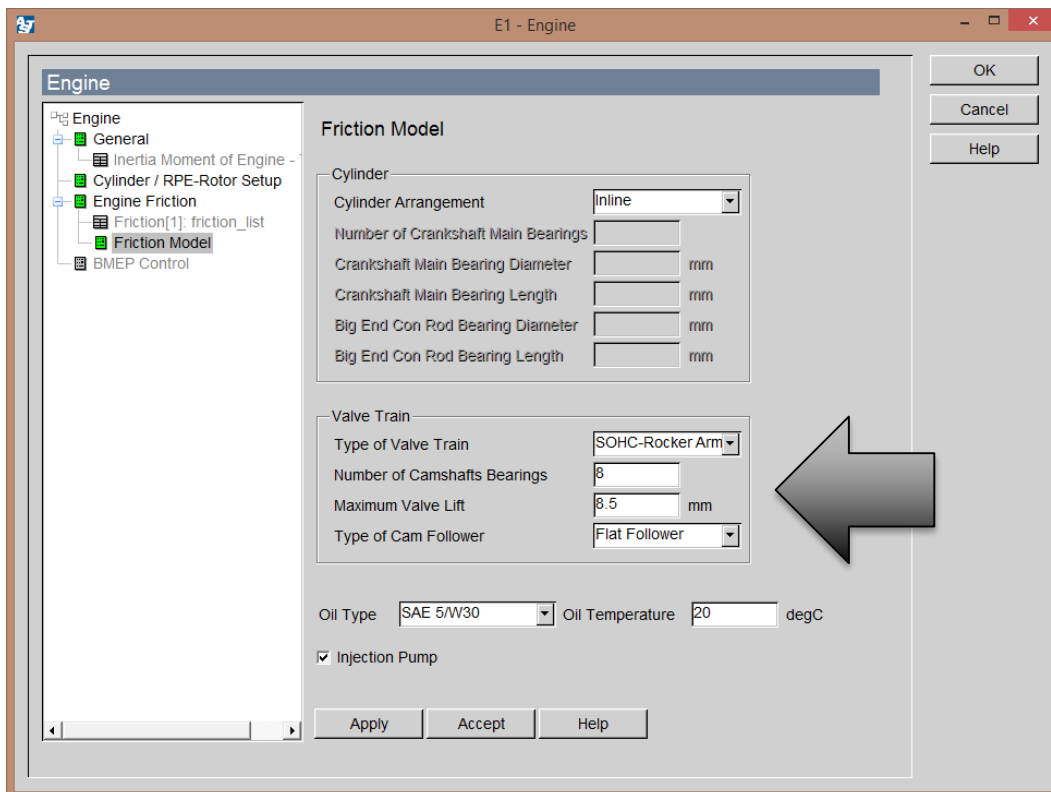 E1 - Engine
OK
Cancel
Help
Engine
Engine
General
Inertia Moment of Engine -
Cylinder / RPE-Rotor Setup
Engine Friction
Friction[1]: friction_list
Friction Model
BMEP Control
Friction Model
Cylinder
Cylinder Arrangement Inline
Number of Crankshaft Main Bearings
Crankshaft Main Bearing Diameter mm
Crankshaft Main Bearing Length mm
Big End Con Rod Bearing Diameter mm
Big End Con Rod Bearing Length mm
Valve Train
Type of Valve Train SOHC-Rocker Arm
Number of Camshafts Bearings 8
Maximum Valve Lift 8.5 mm
Type of Cam Follower Flat Follower
Oil Type SAE 5/W30 Oil Temperature 20 degC
Injection Pump
Apply Accept Help